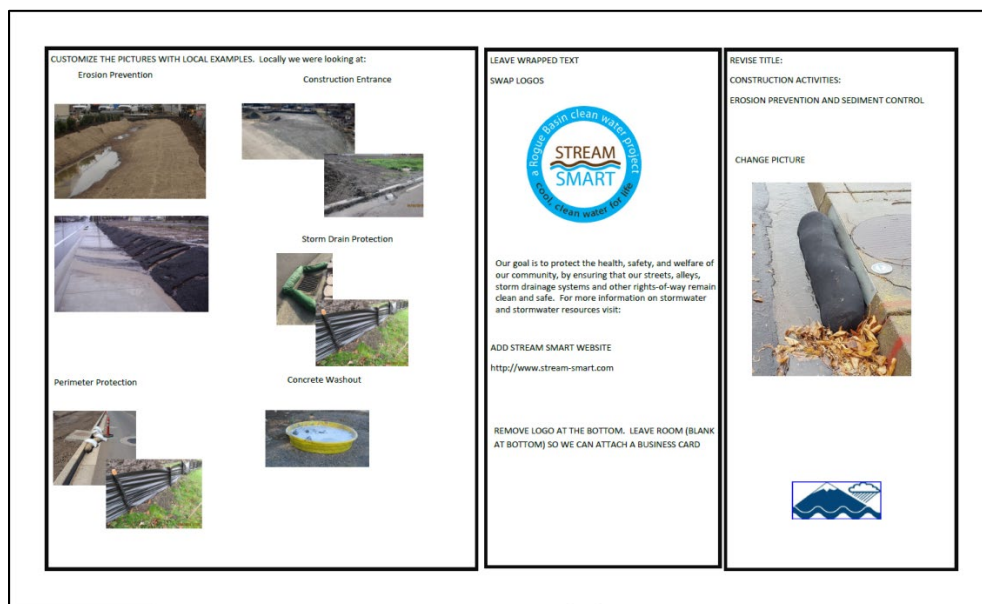 CUSTOMIZE THE PICTURES WITH LOCAL EXAMPLES. Locally we were looking at:
Erosion Prevention
Construction Entrance
Storm Drain Protection
Perimeter Protection
Concrete Washout
LEAVE WRAPPED TEXT
SWAP LOGOS
a Rogue Basin clean water project
STREAM
SMART
cool, clean water for life
Our goal is to protect the health, safety, and welfare of
our community, by ensuring that our streets, alleys,
storm drainage systems and other rights-of-way remain
clean and safe. For more information on stormwater
and stormwater resources visit:
ADD STREAM SMART WEBSITE
http://www.stream-smart.com
REMOVE LOGO AT THE BOTTOM. LEAVE ROOM (BLANK
AT BOTTOM) SO WE CAN ATTACH A BUSINESS CARD
REVISE TITLE:
CONSTRUCTION ACTIVITIES:
EROSION PREVENTION AND SEDIMENT CONTROL
CHANGE PICTURE